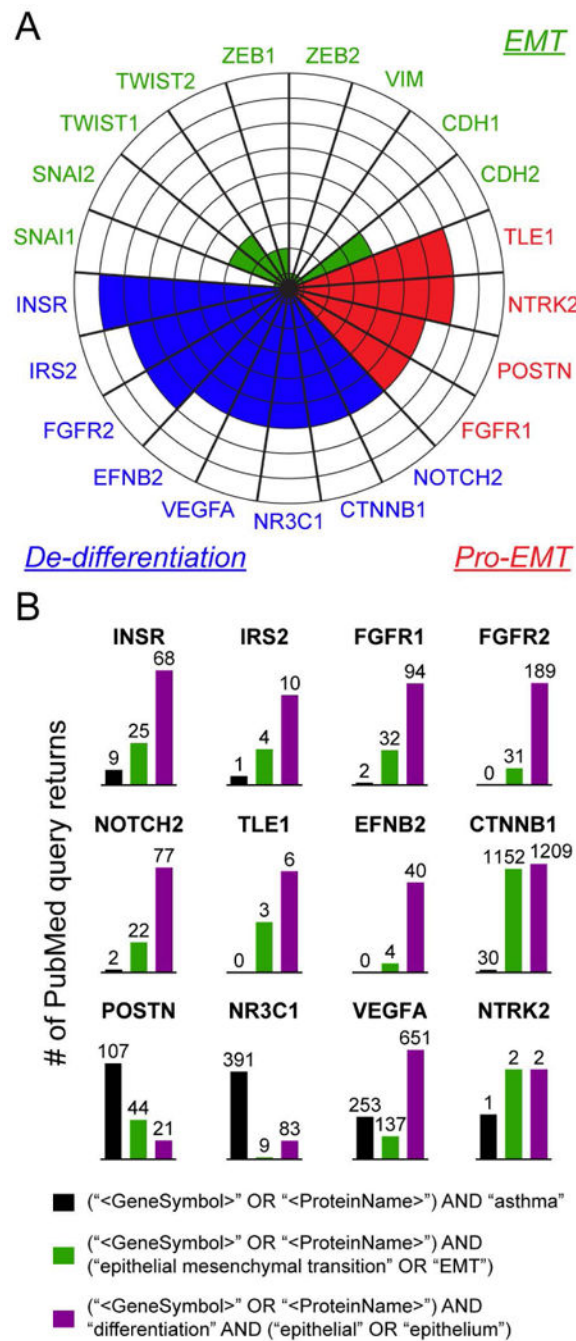 A
EMT
ZEB1 ZEB2
TWIST2 VIM
TWIST1 CDH1
SNAI2 CDH2
SNAI1 TLE1
INSR NTRK2
IRS2 POSTN
FGFR2 FGFR1
EFNB2 NOTCH2
VEGFA NR3C1 CTNNB1
De-differentiation Pro-EMT
B
# of PubMed query returns
INSR IRS2 FGFR1 FGFR2
9 25 68 1 4 10 2 32 94 0 31 189
NOTCH2 TLE1 EFNB2 CTNNB1
2 22 77 0 3 6 0 4 40 30 1152 1209
POSTN NR3C1 VEGFA NTRK2
107 44 21 391 9 83 253 137 651 1 2 2
("<GeneSymbol>" OR "<ProteinName>") AND "asthma"
("<GeneSymbol>" OR "<ProteinName>") AND
("epithelial mesenchymal transition" OR "EMT")
("<GeneSymbol>" OR "<ProteinName>") AND
"differentiation" AND ("epithelial" OR "epithelium")